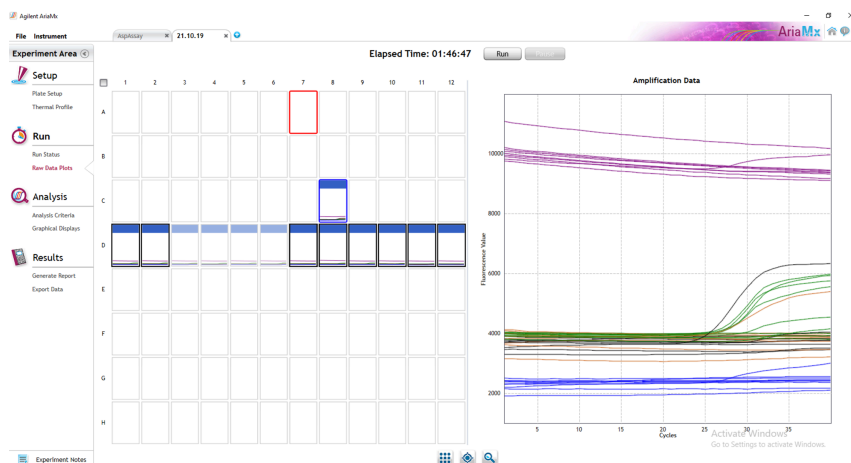 Agilent AriaMx
File Instrument
AspAssay
21.10.19
AriaMx
Experiment Area
Elapsed Time: 01:46:47
Run
Setup
Plate Setup
Thermal Profile
Run
Run Status
Raw Data Plots
Analysis
Analysis Criteria
Graphical Displays
Results
Generate Report
Export Data
Experiment Notes
1 2 3 4 5 6 7 8 9 10 11 12
A
B
C
D
E
F
G
H
Amplification Data
Fluorescence Value
10000
8000
6000
4000
2000
5 10 15 20 25 30 35
Cycles
Activate Windows
Go to Settings to activate Windows.